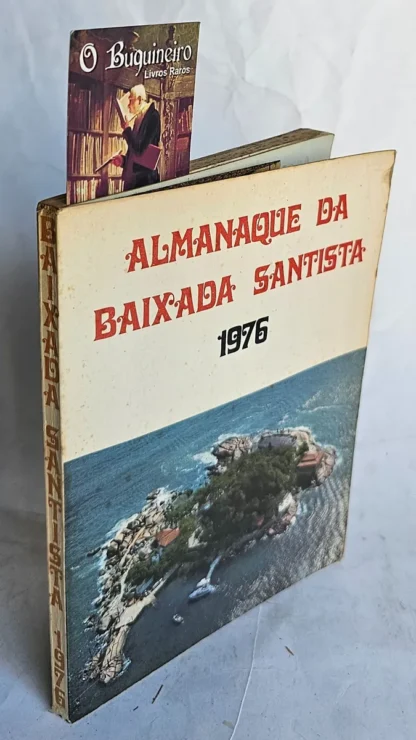 O Buquineiro
Livros Raros
ALMANAQUE DA
BAIXADA SANTISTA
1976
BAIXADA SANTISTA 1976